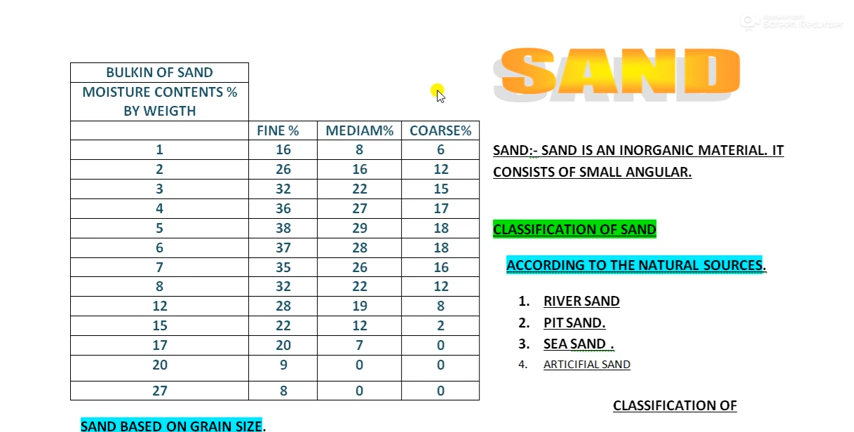 BULKIN OF SAND
MOISTURE CONTENTS %
BY WEIGTH
FINE % MEDIAM% COARSE%
1 16 8 6
2 26 16 12
3 32 22 15
4 36 27 17
5 38 29 18
6 37 28 18
7 35 26 16
8 32 22 12
12 28 19 8
15 22 12 2
17 20 7 0
20 9 0 0
27 8 0 0
SAND BASED ON GRAIN SIZE.
SAND
SAND:- SAND IS AN INORGANIC MATERIAL. IT
CONSISTS OF SMALL ANGULAR.
CLASSIFICATION OF SAND
ACCORDING TO THE NATURAL SOURCES.
1. RIVER SAND
2. PIT SAND.
3. SEA SAND .
4. ARTICIFIAL SAND
CLASSIFICATION OF
Screen Recorder